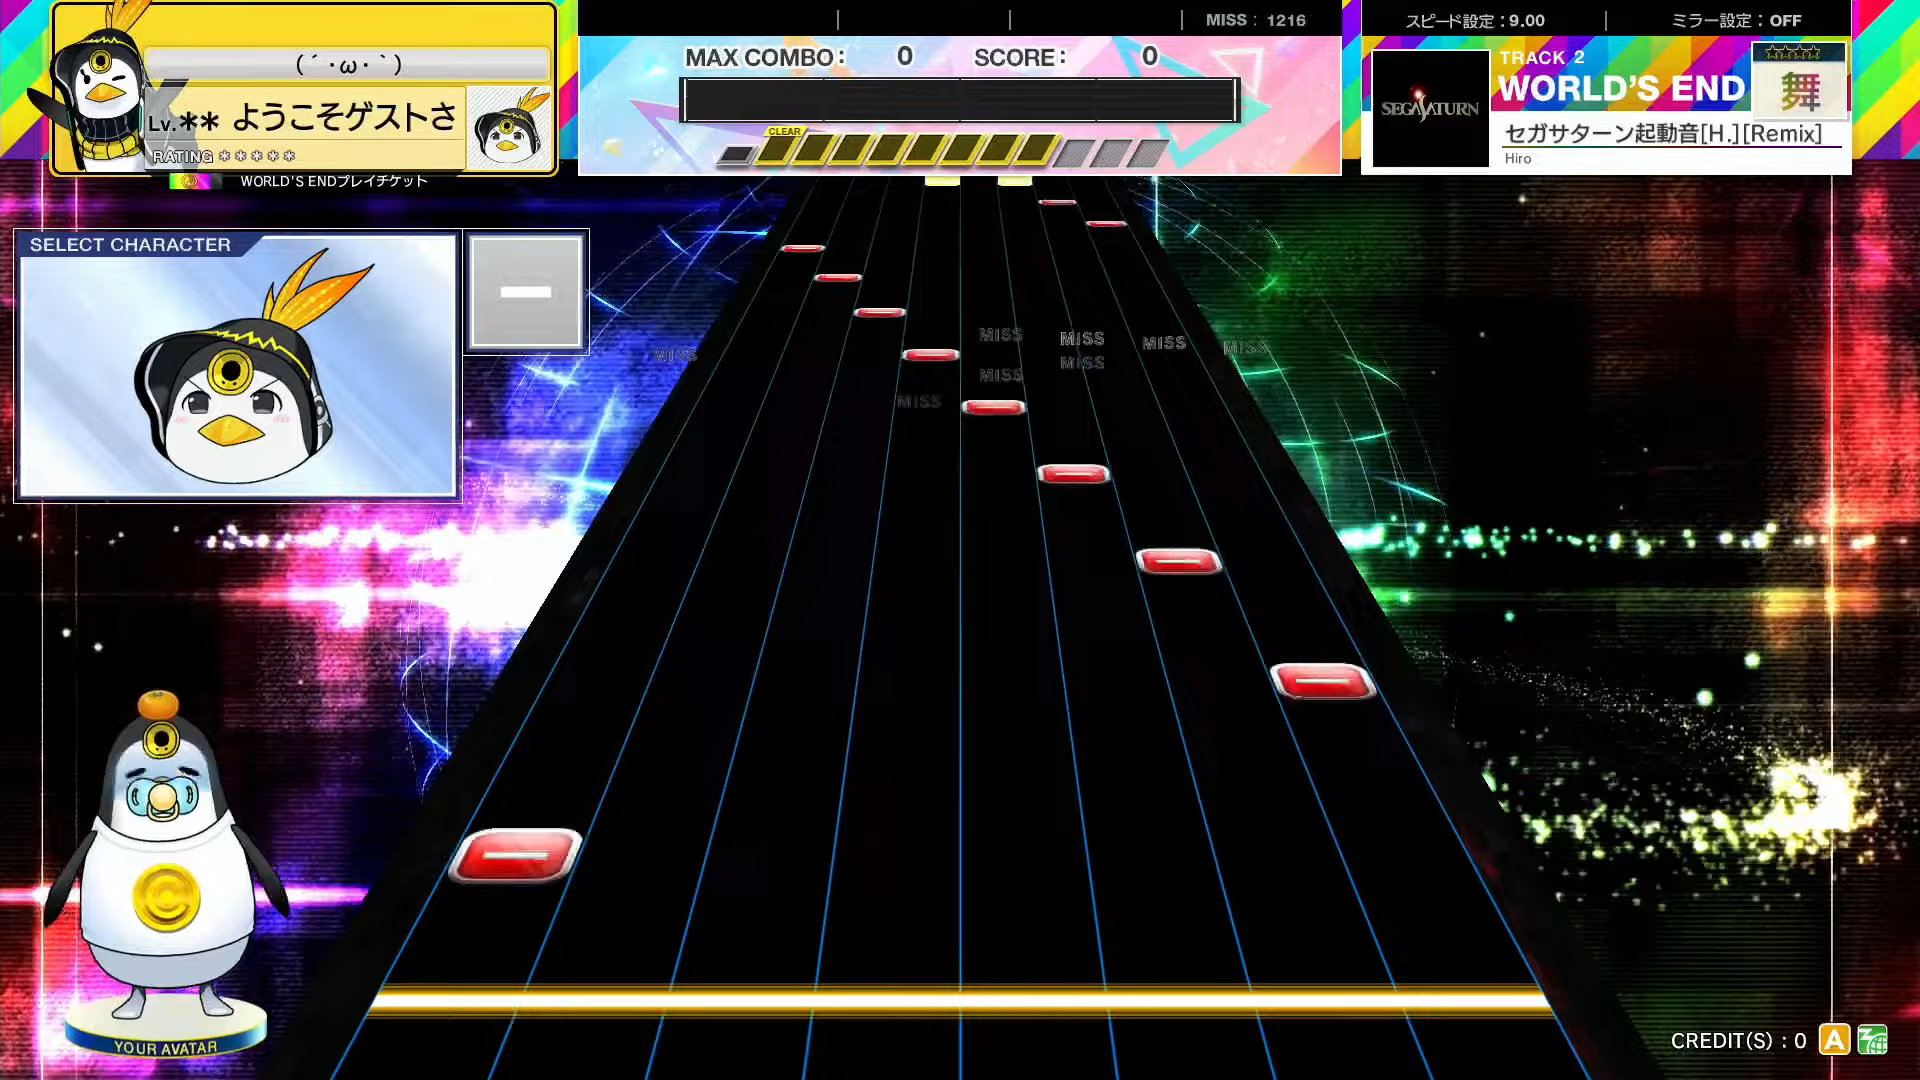 MISS : 1216
スピード設定 : 9.00
ミラー設定 : OFF
(´・ω・`)
Lv.** ようこそゲストさ
RATING *****
WORLD'S ENDプレイチケット
MAX COMBO: 0 SCORE: 0
CLEAR
SEGA SATURN
TRACK 2
WORLD'S END
☆☆☆☆
舞
セガサターン起動音[H.][Remix]
Hiro
SELECT CHARACTER
MISS
MISS
MISS
MISS
MISS
MISS
MISS
MISS
YOUR AVATAR
CREDIT(S) : 0 A